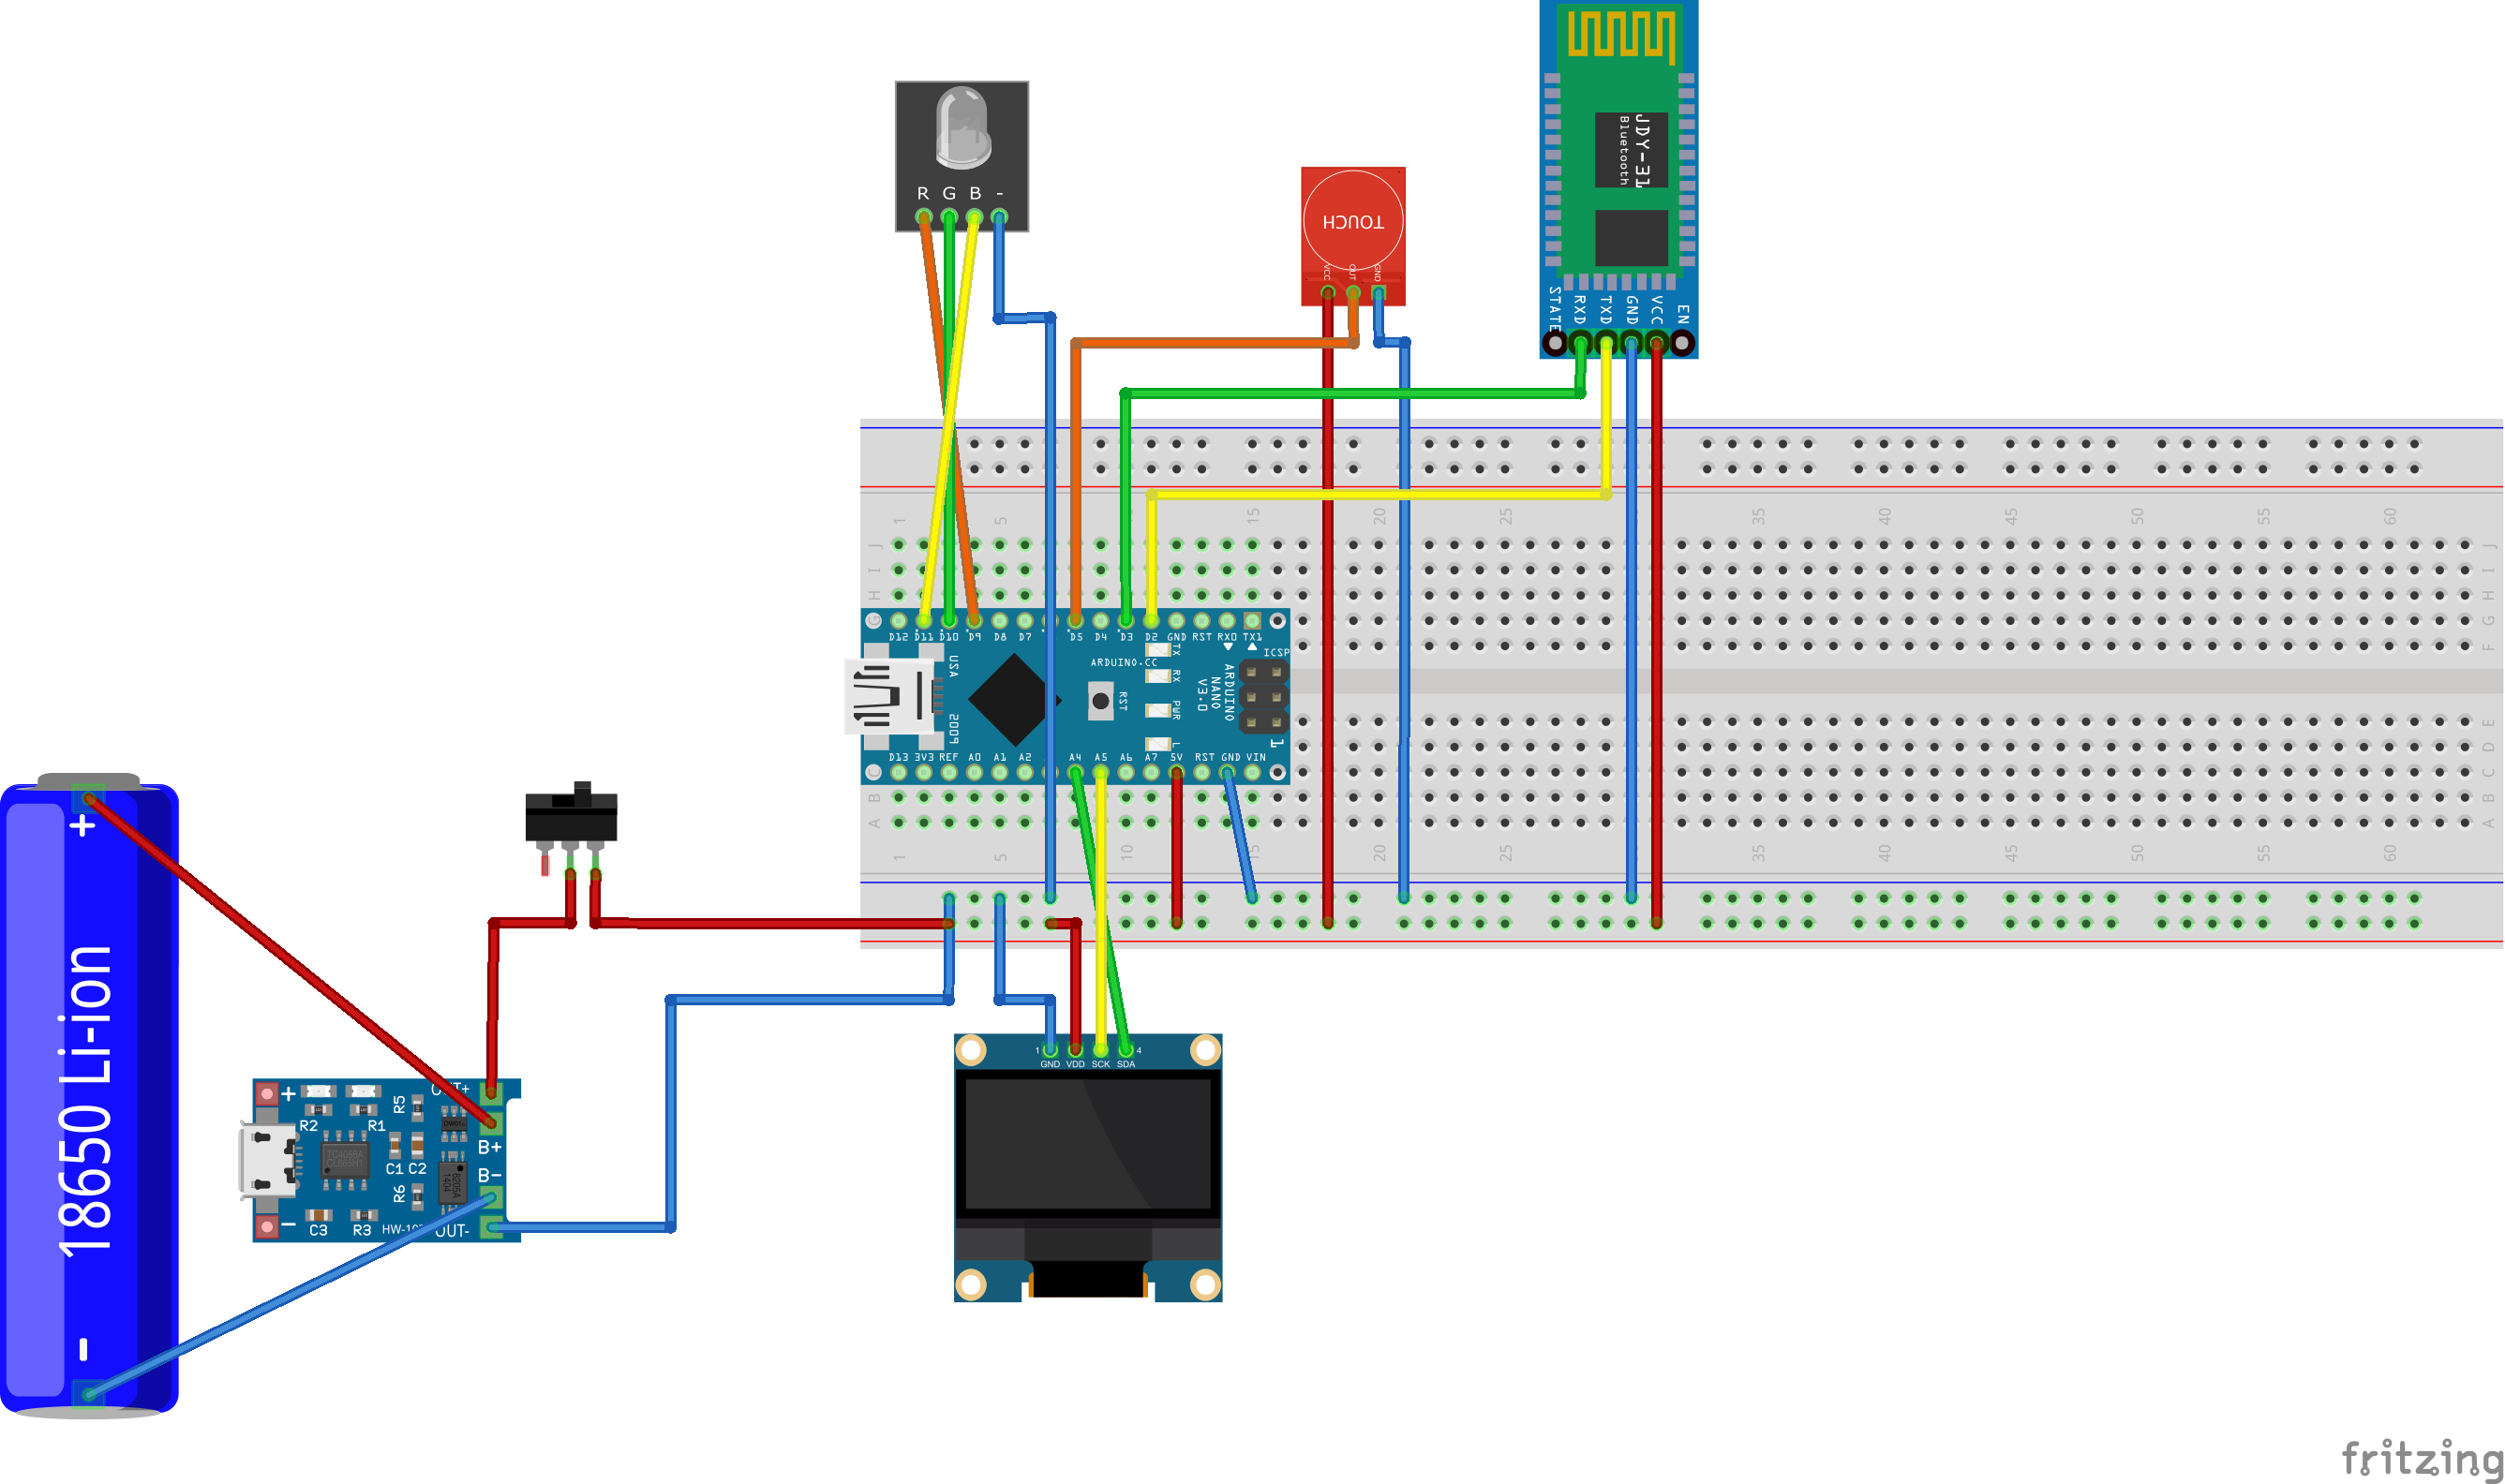 JDY-31
Bluetooth
STATE
RXD
TXD
GND
VCC
EN
R G B -
TOUCH
VCC
OUT
GND
1 5 15 20 25 35 40 45 50 55 60
J
I
H
G
F
J
I
H
G
D12 D11 D10 D9 D8 D7 D5 D4 D3 D2 GND RST RX0 TX1
ICSP
TX
RX
PWR
L
ARDUINO.CC
RST
ARDUINO
NANO
V3.0
USA
2009
1
D13 3V3 REF A0 A1 A2 A4 A5 A6 A7 5V RST GND VIN
E
D
C
B
A
C
B
A
1 5 10 15 20 25 35 40 45 50 55 60
+
18650 Li-ion
-
+
R2
R1
R5
DW01
B+
B-
TC4056A
C1 C2
8205A
R6
-
C3
R3
OUT-
1 4
GND VDD SCK SDA
fritzing